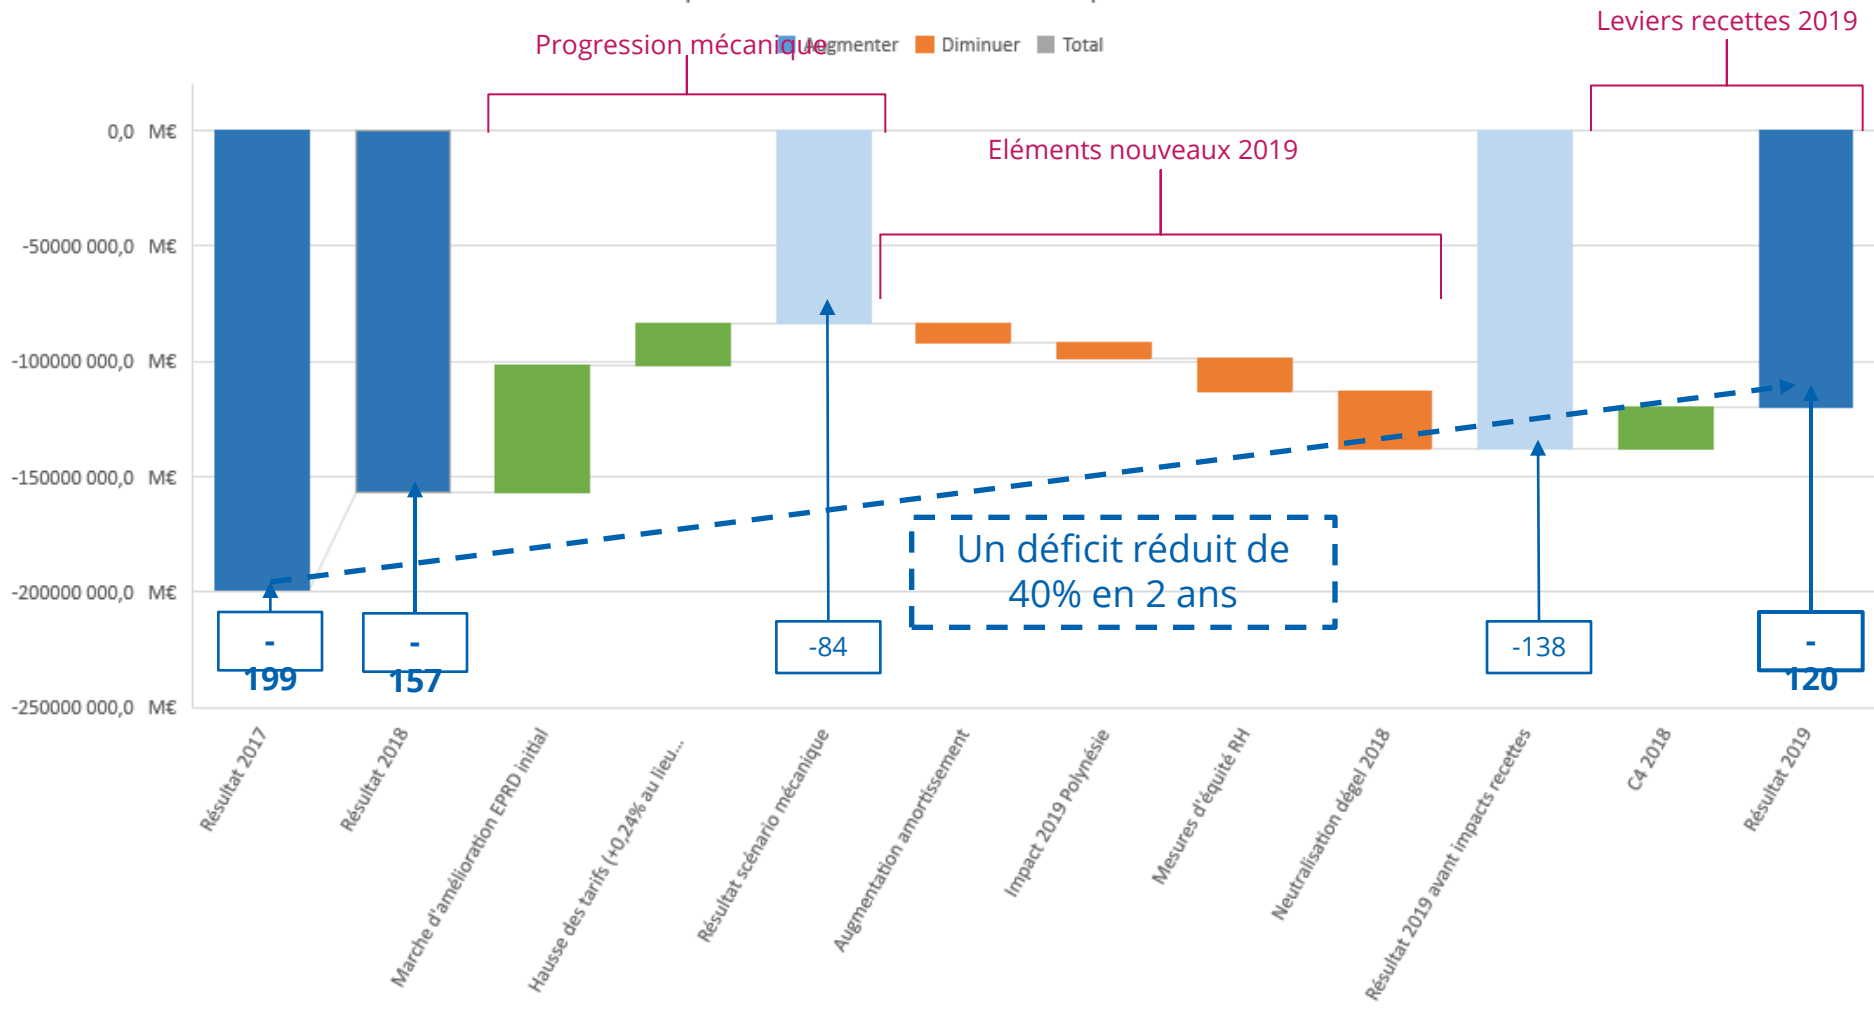 Leviers recettes 2019
Progression mécanique
Augmenter
Diminuer
Total
Eléments nouveaux 2019
0,0 M€
-50000 000,0 M€
-100000 000,0 M€
-150000 000,0 M€
-200000 000,0 M€
-250000 000,0 M€
Un déficit réduit de
40% en 2 ans
-
199
-
157
-84
-138
-
120
Résultat 2017
Résultat 2018
Marche d'amélioration EPRD initial
Hausse des tarifs (+0,24% au lieu...
Résultat scénario mécanique
Augmentation amortissement
Impact 2019 Polynésie
Mesures d'équité RH
Neutralisation dégel 2018
Résultat 2019 avant impacts recettes
C4 2018
Résultat 2019